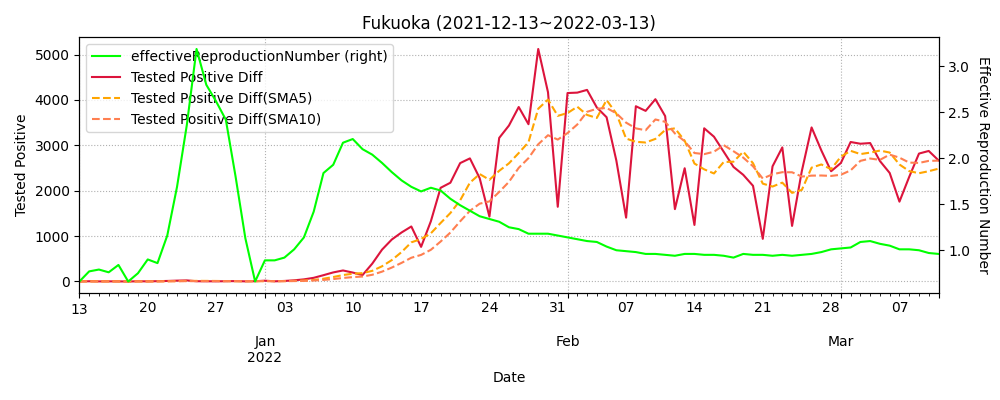 Fukuoka (2021-12-13~2022-03-13)
effectiveReproductionNumber (right)
Tested Positive Diff
Tested Positive Diff(SMA5)
Tested Positive Diff(SMA10)
Tested Positive
5000
4000
3000
2000
1000
0
Effective Reproduction Number
3.0
2.5
2.0
1.5
1.0
13 20 27 03 10 17 24 31 07 14 21 28 07
Jan Feb Mar
2022
Date